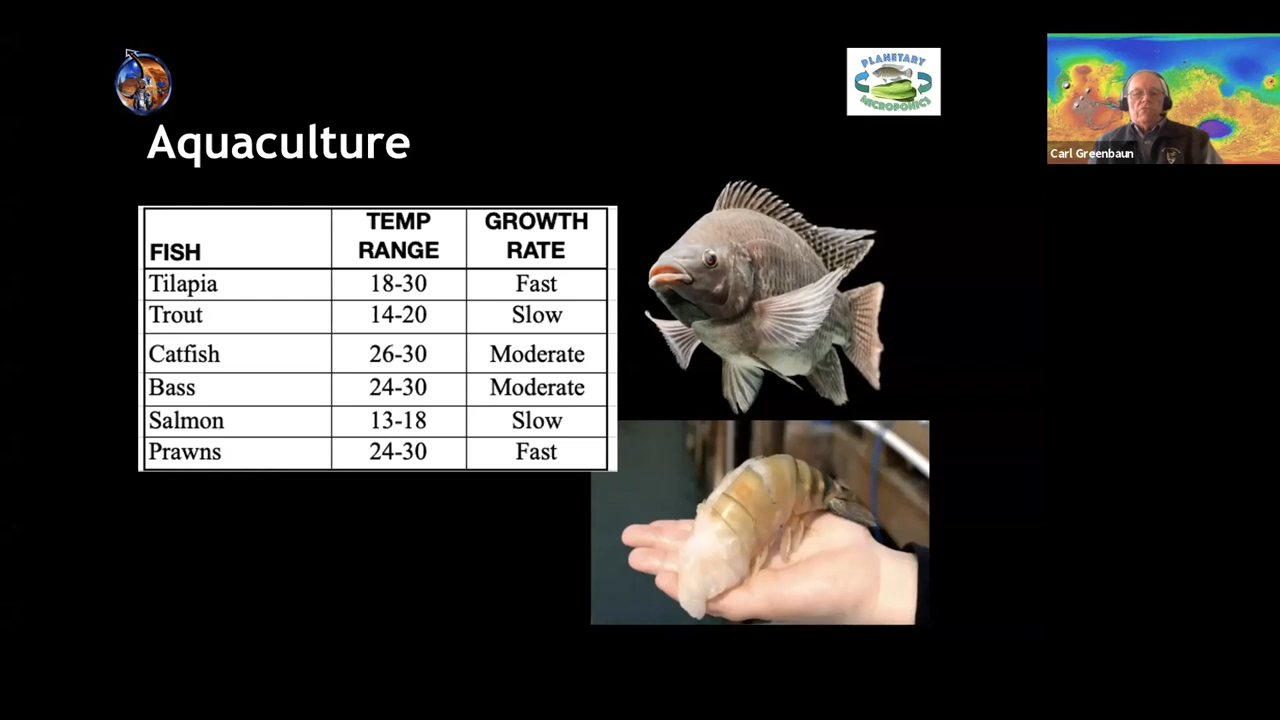 PLANETARY
MICROPONICS
Carl Greenbaun
Aquaculture
FISH TEMP RANGE GROWTH RATE
Tilapia 18-30 Fast
Trout 14-20 Slow
Catfish 26-30 Moderate
Bass 24-30 Moderate
Salmon 13-18 Slow
Prawns 24-30 Fast